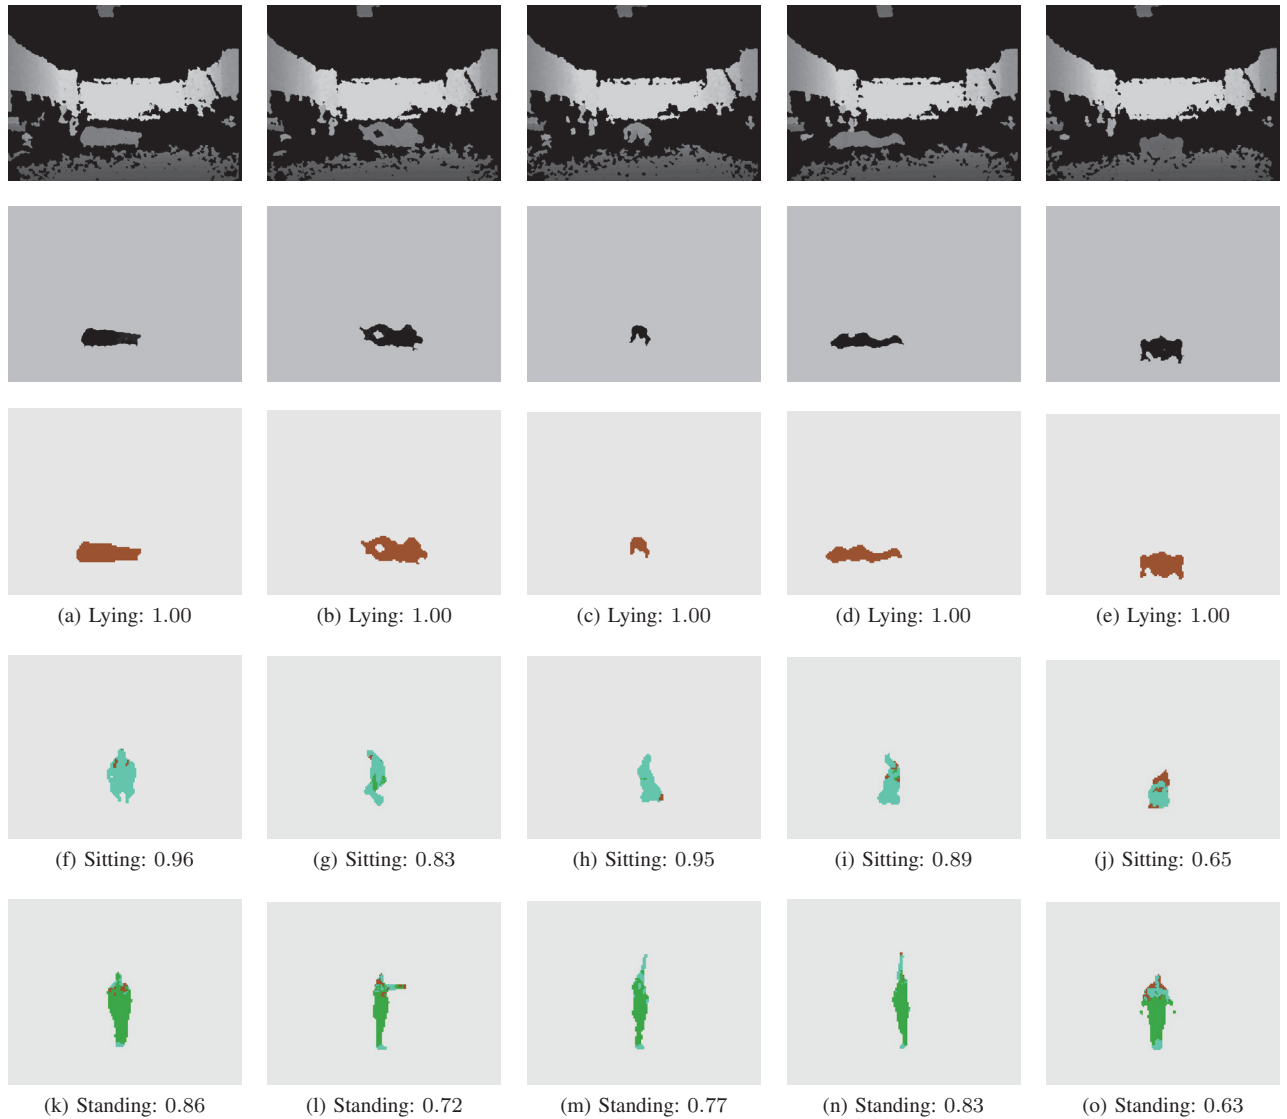 (a) Lying: 1.00
(b) Lying: 1.00
(c) Lying: 1.00
(d) Lying: 1.00
(e) Lying: 1.00
(f) Sitting: 0.96
(g) Sitting: 0.83
(h) Sitting: 0.95
(i) Sitting: 0.89
(j) Sitting: 0.65
(k) Standing: 0.86
(l) Standing: 0.72
(m) Standing: 0.77
(n) Standing: 0.83
(o) Standing: 0.63